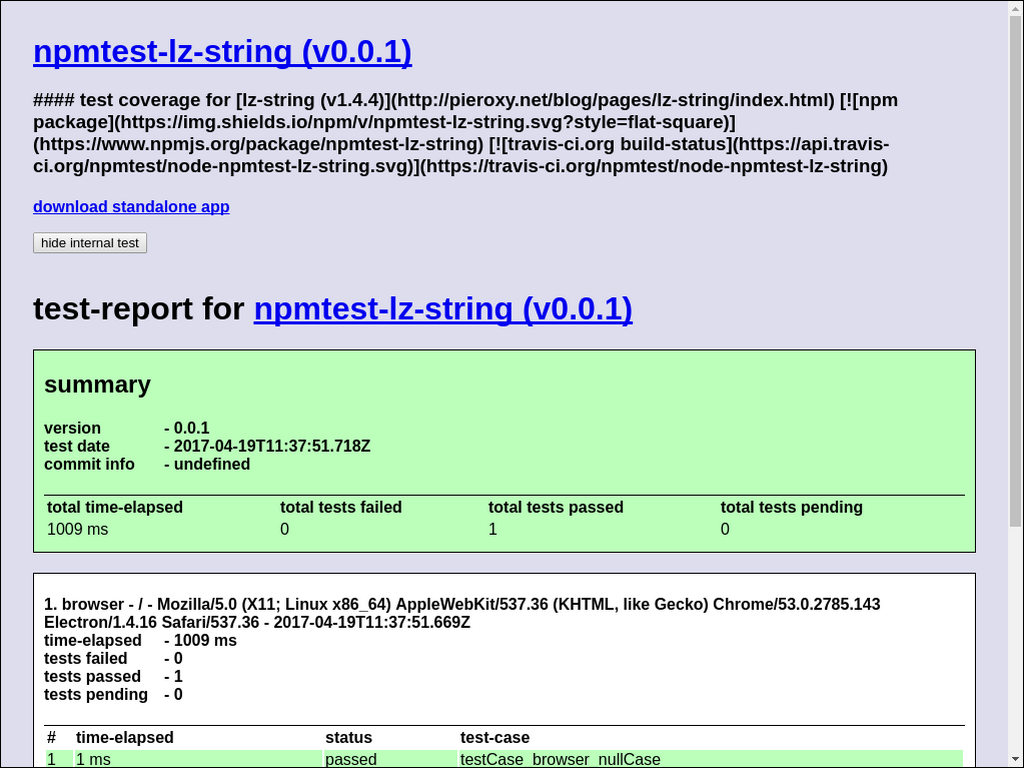 npmtest-lz-string (v0.0.1)
#### test coverage for [lz-string (v1.4.4)](http://pieroxy.net/blog/pages/lz-string/index.html) [![npm
package](https://img.shields.io/npm/v/npmtest-lz-string.svg?style=flat-square)]
(https://www.npmjs.org/package/npmtest-lz-string) [![travis-ci.org build-status](https://api.travis-
ci.org/npmtest/node-npmtest-lz-string.svg)](https://travis-ci.org/npmtest/node-npmtest-lz-string)
download standalone app
hide internal test
test-report for npmtest-lz-string (v0.0.1)
summary
version - 0.0.1
test date - 2017-04-19T11:37:51.718Z
commit info - undefined
total time-elapsed total tests failed total tests passed total tests pending
1009 ms 0 1 0
1. browser - / - Mozilla/5.0 (X11; Linux x86_64) AppleWebKit/537.36 (KHTML, like Gecko) Chrome/53.0.2785.143
Electron/1.4.16 Safari/537.36 - 2017-04-19T11:37:51.669Z
time-elapsed - 1009 ms
tests failed - 0
tests passed - 1
tests pending - 0
# time-elapsed status test-case
1 1 ms passed testCase_browser_nullCase